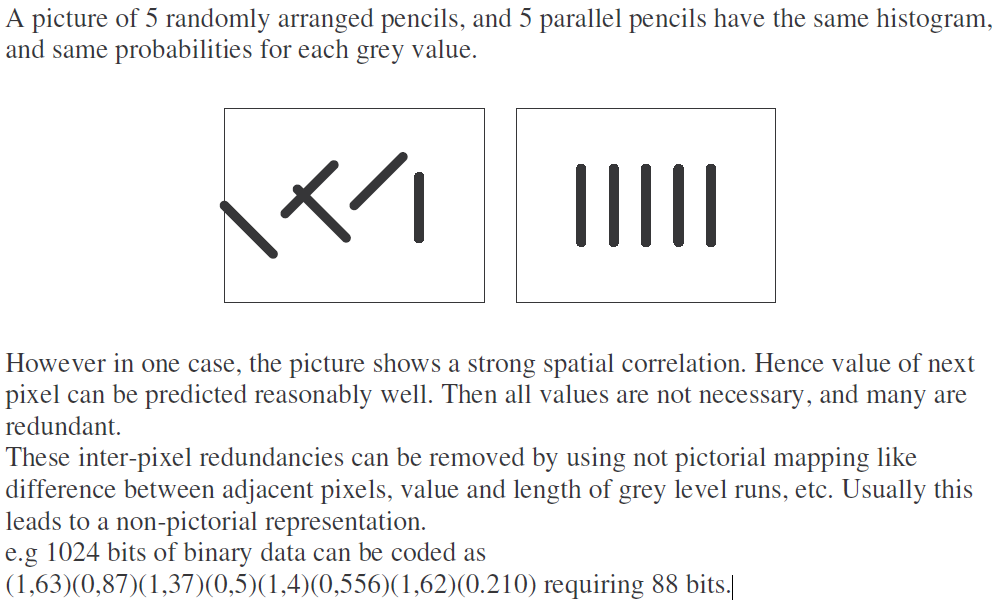 A picture of 5 randomly arranged pencils, and 5 parallel pencils have the same histogram,
and same probabilities for each grey value.
However in one case, the picture shows a strong spatial correlation. Hence value of next
pixel can be predicted reasonably well. Then all values are not necessary, and many are
redundant.
These inter-pixel redundancies can be removed by using not pictorial mapping like
difference between adjacent pixels, value and length of grey level runs, etc. Usually this
leads to a non-pictorial representation.
e.g 1024 bits of binary data can be coded as
(1,63)(0,87)(1,37)(0,5)(1,4)(0,556)(1,62)(0.210) requiring 88 bits.